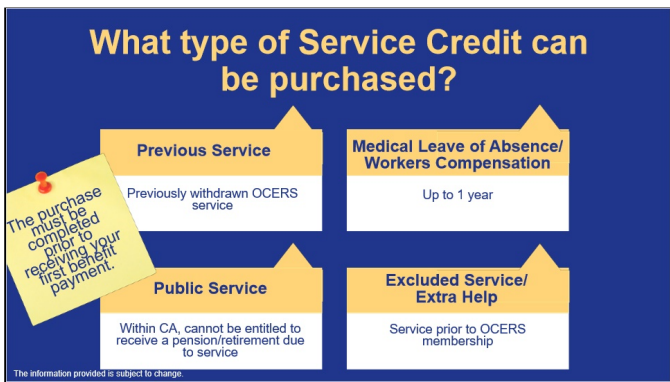 What type of Service Credit can
be purchased?
Previous Service
Previously withdrawn OCERS
service
Medical Leave of Absence/
Workers Compensation
Up to 1 year
The purchase
must be
completed
prior to
receiving your
first benefit
payment.
Public Service
Within CA, cannot be entitled to
receive a pension/retirement due
to service
Excluded Service/
Extra Help
Service prior to OCERS
membership
The information provided is subject to change.